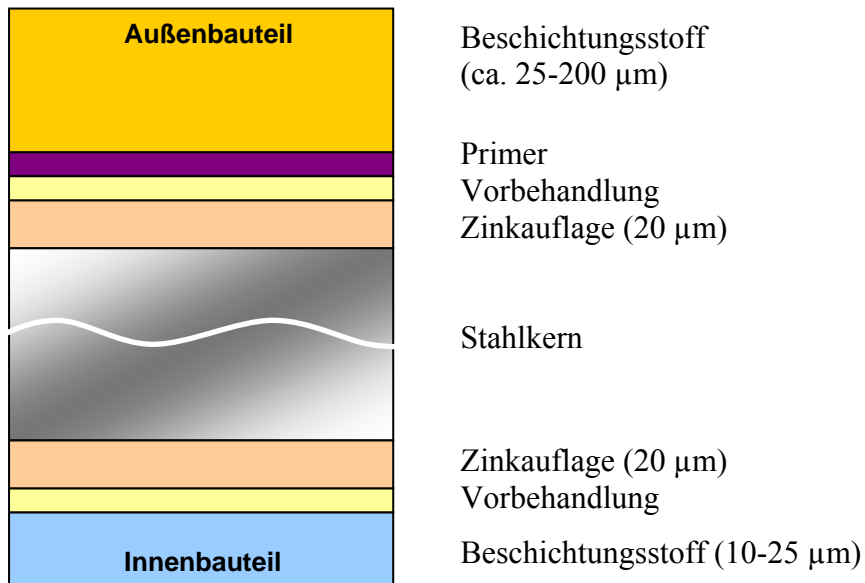 Außenbauteil
Beschichtungsstoff
(ca. 25-200 µm)
Primer
Vorbehandlung
Zinkauflage (20 µm)
Stahlkern
Zinkauflage (20 µm)
Vorbehandlung
Innenbauteil
Beschichtungsstoff (10-25 µm)